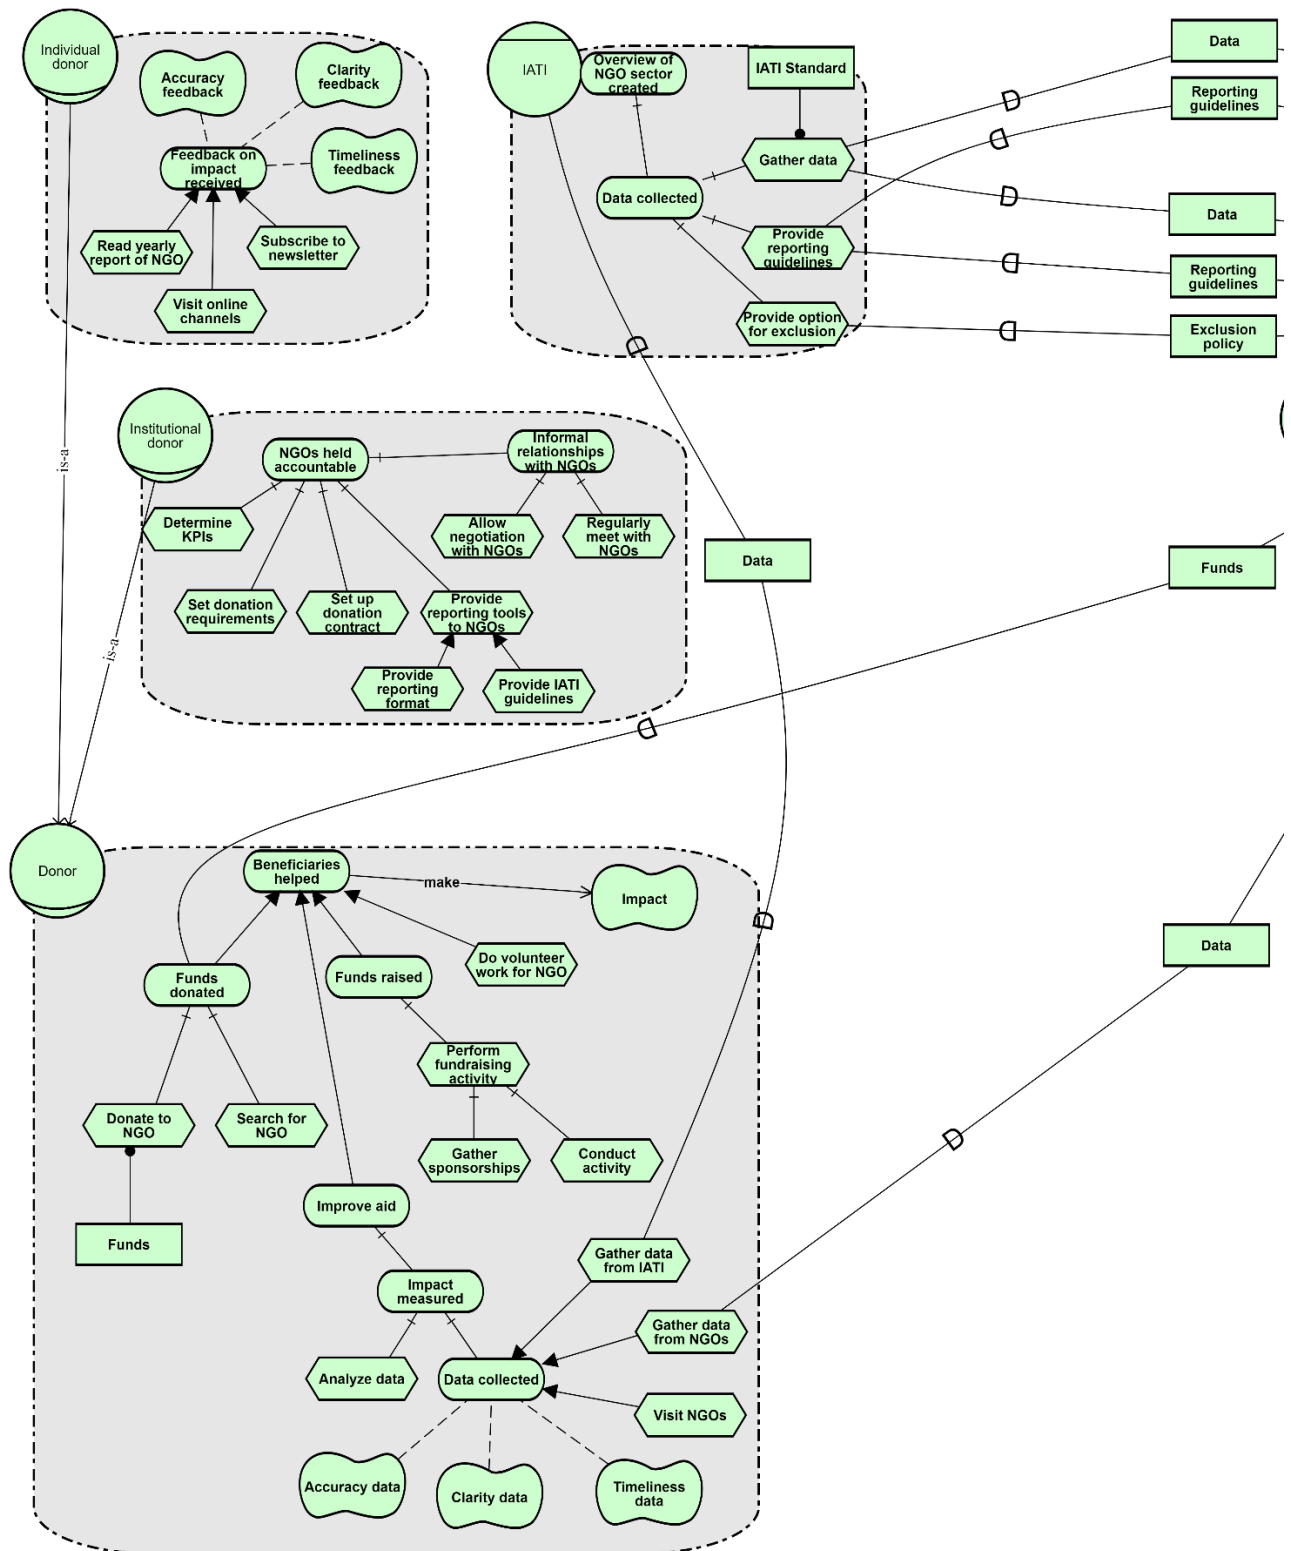 Individual
donor
Accuracy
feedback
Clarity
feedback
Timeliness
feedback
Feedback on
impact
received
Read yearly
report of NGO
Subscribe to
newsletter
Visit online
channels
IATI
Overview of
NGO sector
created
IATI Standard
Gather data
Data collected
Provide
reporting
guidelines
Provide option
for exclusion
D
D
D
D
D
D
Data
Reporting
guidelines
Data
Reporting
guidelines
Exclusion
policy
is-a
Institutional
donor
NGOs held
accountable
Informal
relationships
with NGOs
Determine
KPIs
Allow
negotiation
with NGOs
Regularly
meet with
NGOs
Set donation
requirements
Set up
donation
contract
Provide
reporting tools
to NGOs
Provide
reporting
format
Provide IATI
guidelines
is-a
Data
Funds
D
Donor
Beneficiaries
helped
make
Impact
D
Funds
donated
Funds raised
Do volunteer
work for NGO
Data
Perform
fundraising
activity
Donate to
NGO
Search for
NGO
Gather
sponsorships
Conduct
activity
D
Improve aid
Funds
Gather data
from IATI
Impact
measured
Gather data
from NGOs
Analyze data
Data collected
Visit NGOs
Accuracy data
Clarity data
Timeliness
data